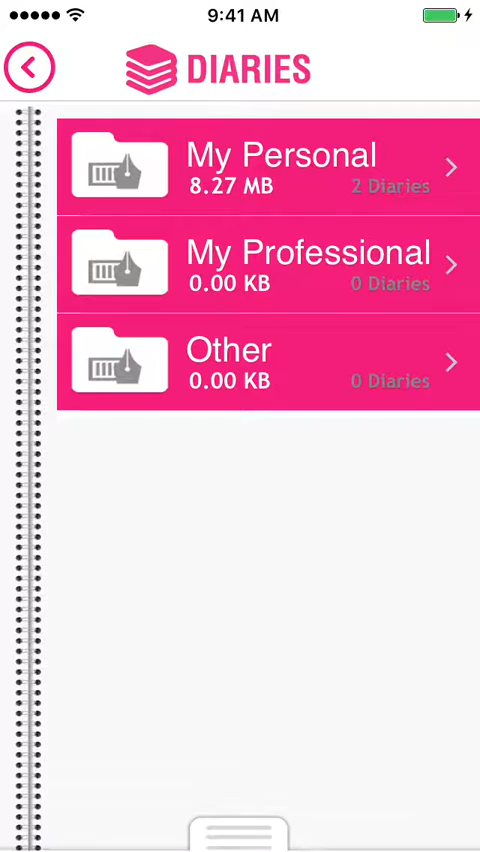 9:41 AM
DIARIES
My Personal
8.27 MB 2 Diaries
My Professional
0.00 KB 0 Diaries
Other
0.00 KB 0 Diaries